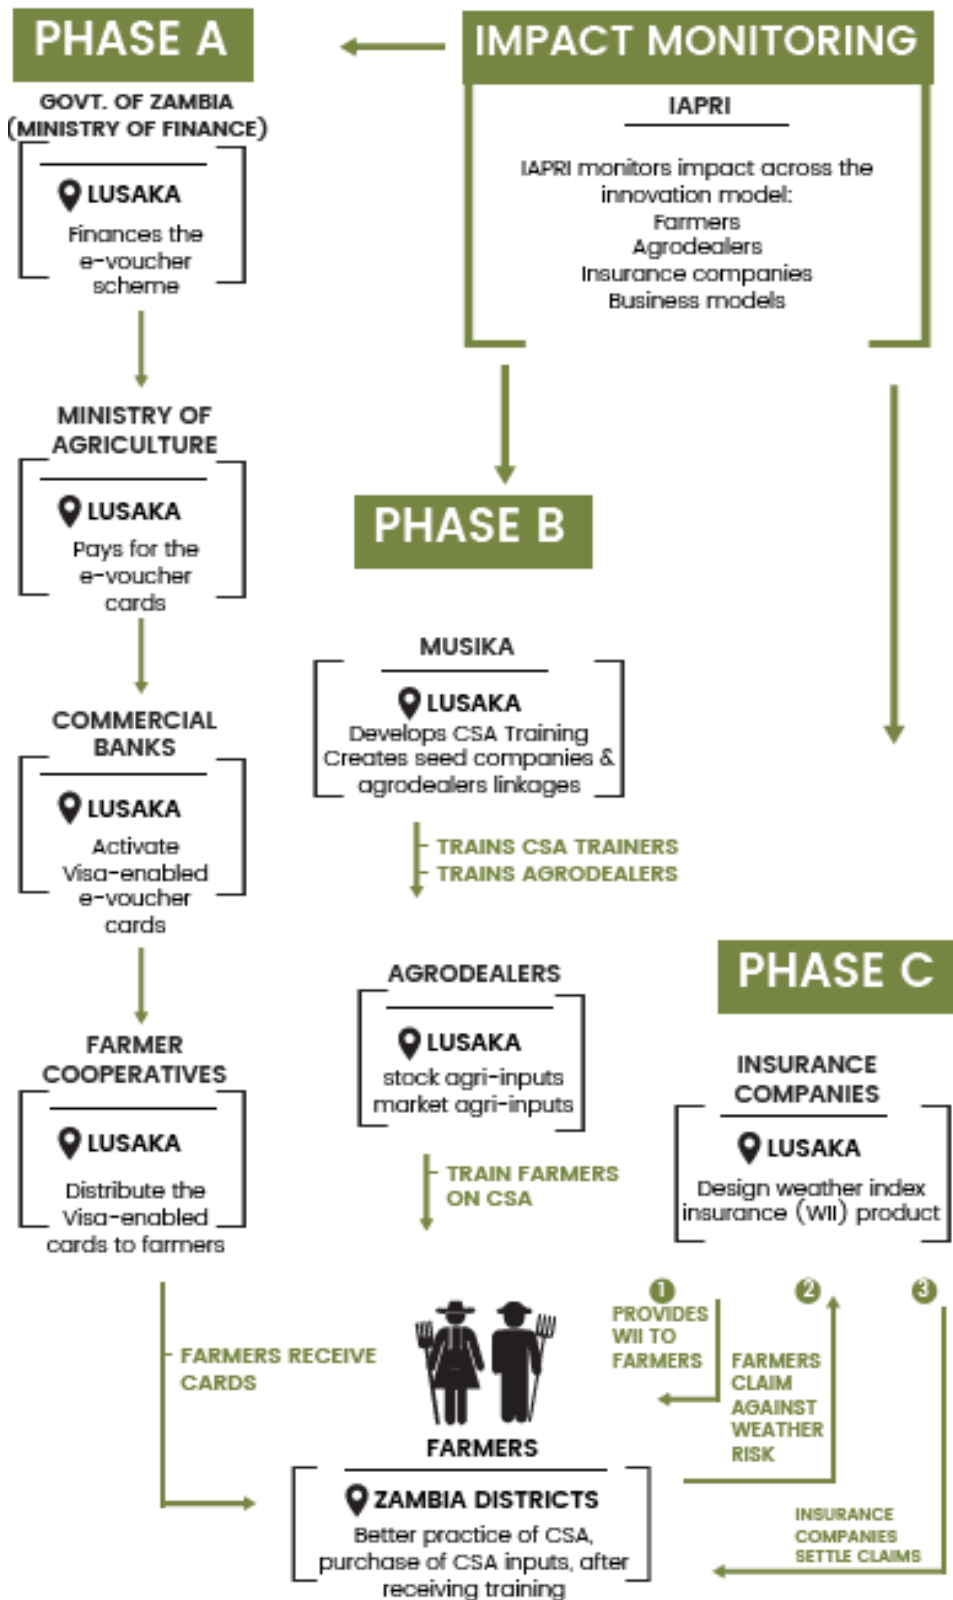 PHASE A
GOVT. OF ZAMBIA
(MINISTRY OF FINANCE)
LUSAKA
Finances the
e-voucher
scheme
MINISTRY OF
AGRICULTURE
LUSAKA
Pays for the
e-voucher
cards
COMMERCIAL
BANKS
LUSAKA
Activate
Visa-enabled
e-voucher
cards
FARMER
COOPERATIVES
LUSAKA
Distribute the
Visa-enabled
cards to farmers
FARMERS RECEIVE
CARDS
IMPACT MONITORING
IAPRI
IAPRI monitors impact across the
innovation model:
Farmers
Agrodealers
Insurance companies
Business models
PHASE B
MUSIKA
LUSAKA
Develops CSA Training
Creates seed companies &
agrodealers linkages
TRAINS CSA TRAINERS
TRAINS AGRODEALERS
AGRODEALERS
LUSAKA
stock agri-inputs
market agri-inputs
TRAIN FARMERS
ON CSA
FARMERS
ZAMBIA DISTRICTS
Better practice of CSA,
purchase of CSA inputs, after
receiving training
PHASE C
INSURANCE
COMPANIES
LUSAKA
Design weather index
insurance (WII) product
1
PROVIDES
WII TO
FARMERS
2
FARMERS
CLAIM
AGAINST
WEATHER
RISK
3
INSURANCE
COMPANIES
SETTLE CLAIMS